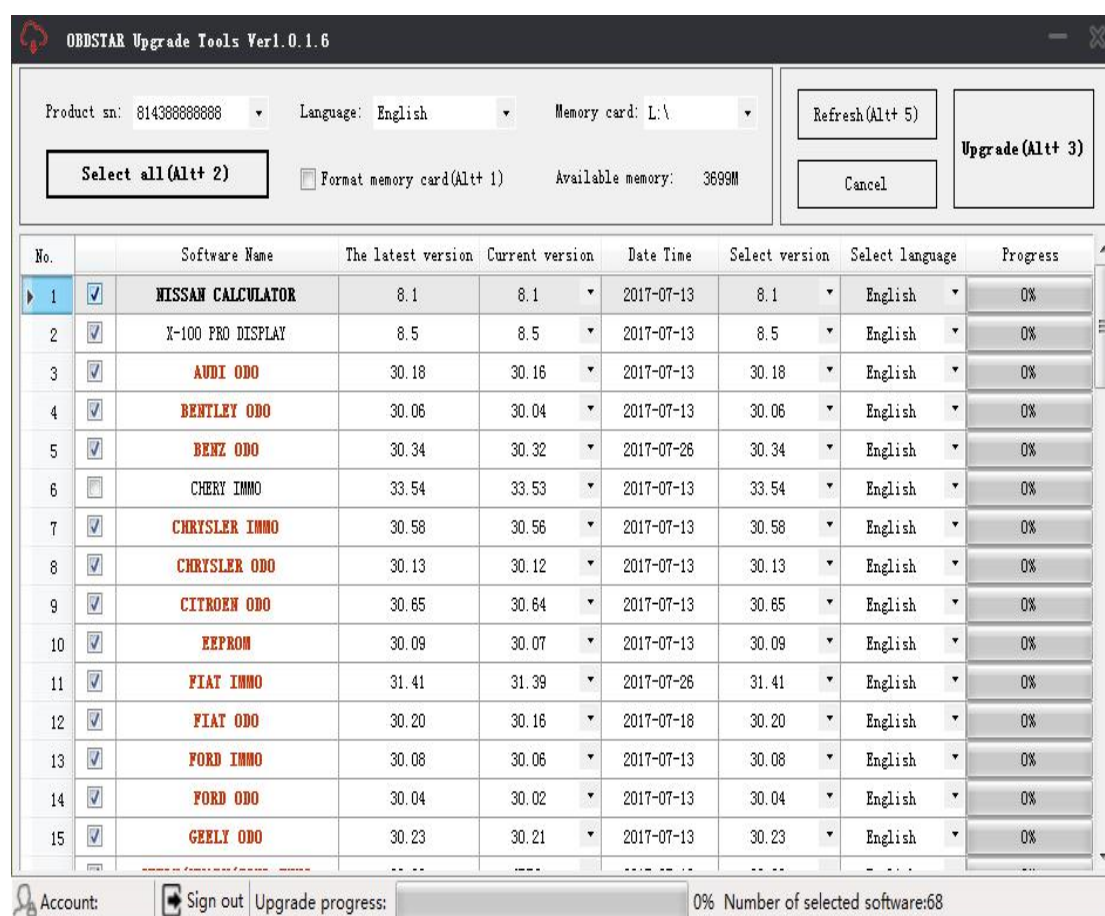 OBDSTAR Upgrade Tools Ver1.0.1.6
Product sn: 814388888888 Language: English Memory card: L:\ Refresh(Alt+ 5)
Upgrade(Alt+ 3)
Select all(Alt+ 2) Format memory card(Alt+ 1) Available memory: 3699M Cancel
No. Software Name The latest version Current version Date Time Select version Select language Progress
1 NISSAN CALCULATOR 8.1 8.1 2017-07-13 8.1 English 0%
2 X-100 PRO DISPLAY 8.5 8.5 2017-07-13 8.5 English 0%
3 AUDI ODO 30.18 30.16 2017-07-13 30.18 English 0%
4 BENTLEY ODO 30.06 30.04 2017-07-13 30.06 English 0%
5 BENZ ODO 30.34 30.32 2017-07-26 30.34 English 0%
6 CHERY IMMO 33.54 33.53 2017-07-13 33.54 English 0%
7 CHRYSLER IMMO 30.58 30.56 2017-07-13 30.58 English 0%
8 CHRYSLER ODO 30.13 30.12 2017-07-13 30.13 English 0%
9 CITROEN ODO 30.65 30.64 2017-07-13 30.65 English 0%
10 EEPROM 30.09 30.07 2017-07-13 30.09 English 0%
11 FIAT IMMO 31.41 31.39 2017-07-26 31.41 English 0%
12 FIAT ODO 30.20 30.16 2017-07-18 30.20 English 0%
13 FORD IMMO 30.08 30.06 2017-07-13 30.08 English 0%
14 FORD ODO 30.04 30.02 2017-07-13 30.04 English 0%
15 GEELY ODO 30.23 30.21 2017-07-13 30.23 English 0%
Account: Sign out Upgrade progress: 0% Number of selected software:68